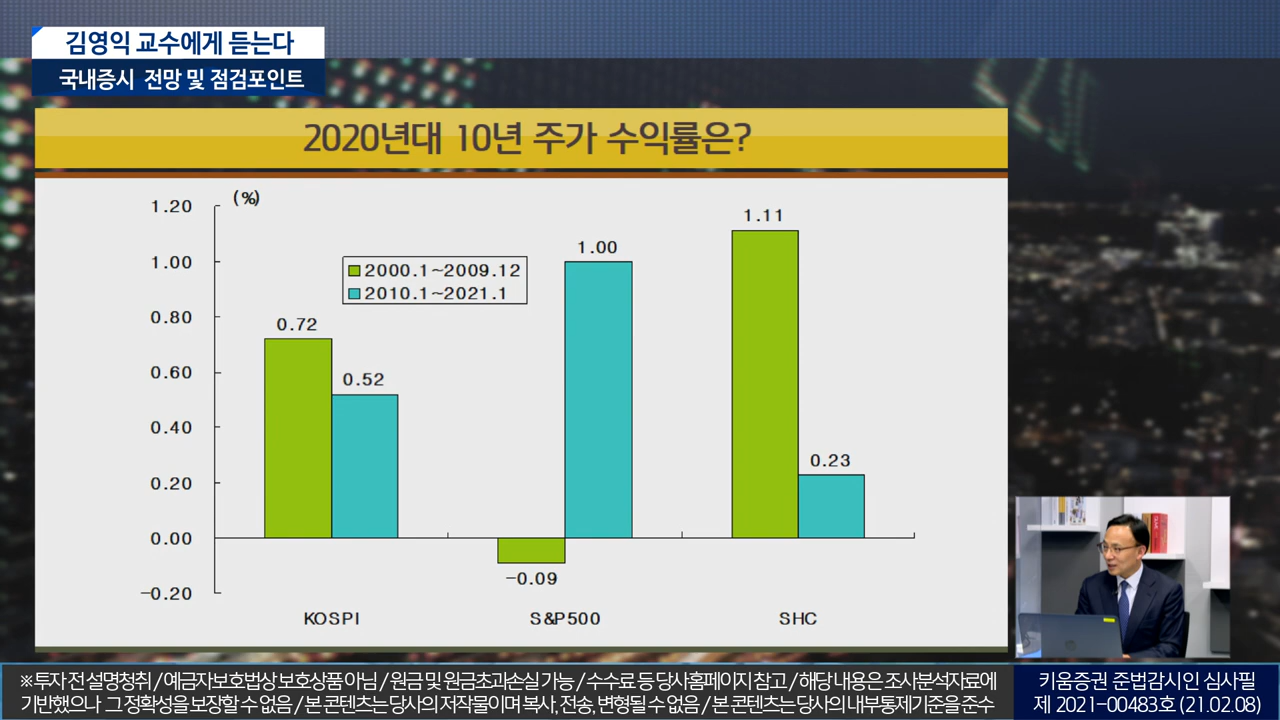 김영익 교수에게 듣는다
국내증시 전망 및 점검포인트
2020년대 10년 주가 수익률은?
(%)
1.20
1.00
0.80
0.60
0.40
0.20
0.00
-0.20
2000.1~2009.12
2010.1~2021.1
0.72
0.52
-0.09
1.00
1.11
0.23
KOSPI
S&P500
SHC
※투자 전 설명청취 / 예금자보호법상 보호상품 아님 / 원금 및 원금초과손실 가능 / 수수료 등 당사홈페이지 참고 / 해당 내용은 조사분석자료에
기반했으나 그 정확성을 보장할 수 없음 / 본 콘텐츠는 당사의 저작물이며 복사, 전송, 변형될 수 없음 / 본 콘텐츠는 당사의 내부통제기준을 준수
키움증권 준법감시인 심사필
제 2021-00483호 (21.02.08)